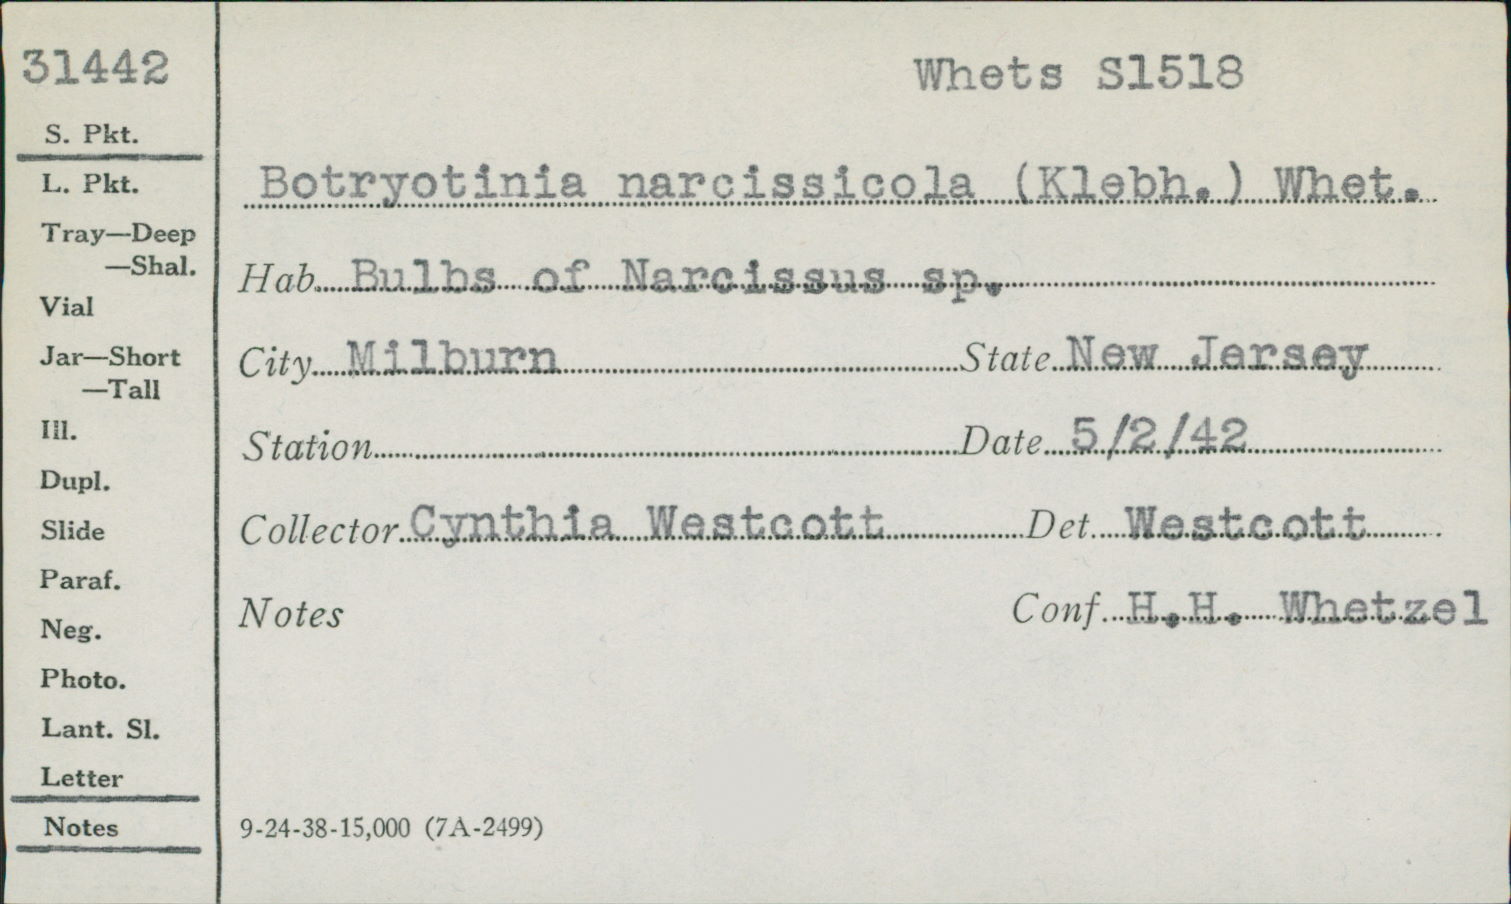 31442
Whets S1518
S. Pkt.
L. Pkt.
Tray—Deep
—Shal.
Vial
Jar—Short
—Tall
Ill.
Dupl.
Slide
Paraf.
Neg.
Photo.
Lant. Sl.
Letter
Notes
Botryotinia narcissicola (Klebh.) Whet.
Hab. Bulbs of Narcissus sp.
City Milburn State New Jersey
Station Date 5/2/42
Collector Cynthia Westcott Det. Westcott
Notes Conf. H.H. Whetzel
9-24-38-15,000 (7A-2499)